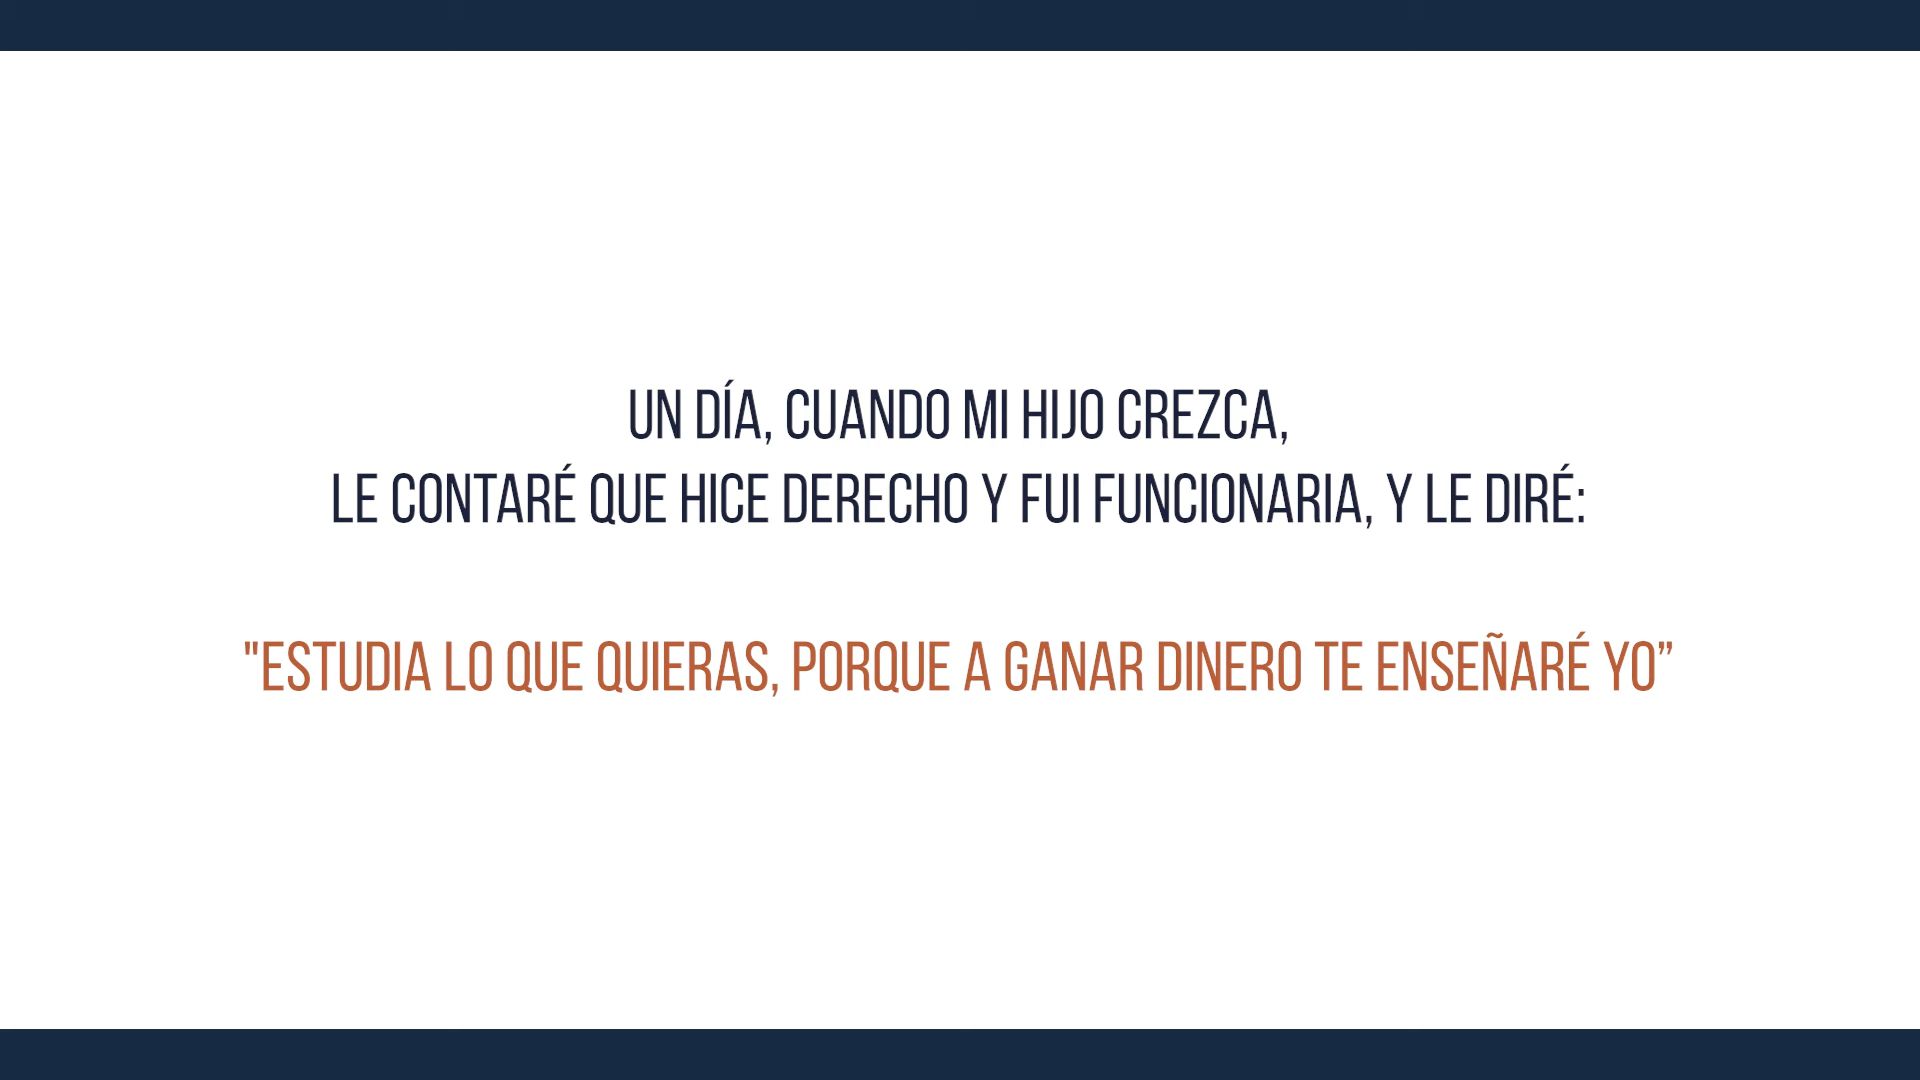 UN DÍA, CUANDO MI HIJO CREZCA,
LE CONTARÉ QUE HICE DERECHO Y FUI FUNCIONARIA, Y LE DIRÉ:
"ESTUDIA LO QUE QUIERAS, PORQUE A GANAR DINERO TE ENSEÑARÉ YO”